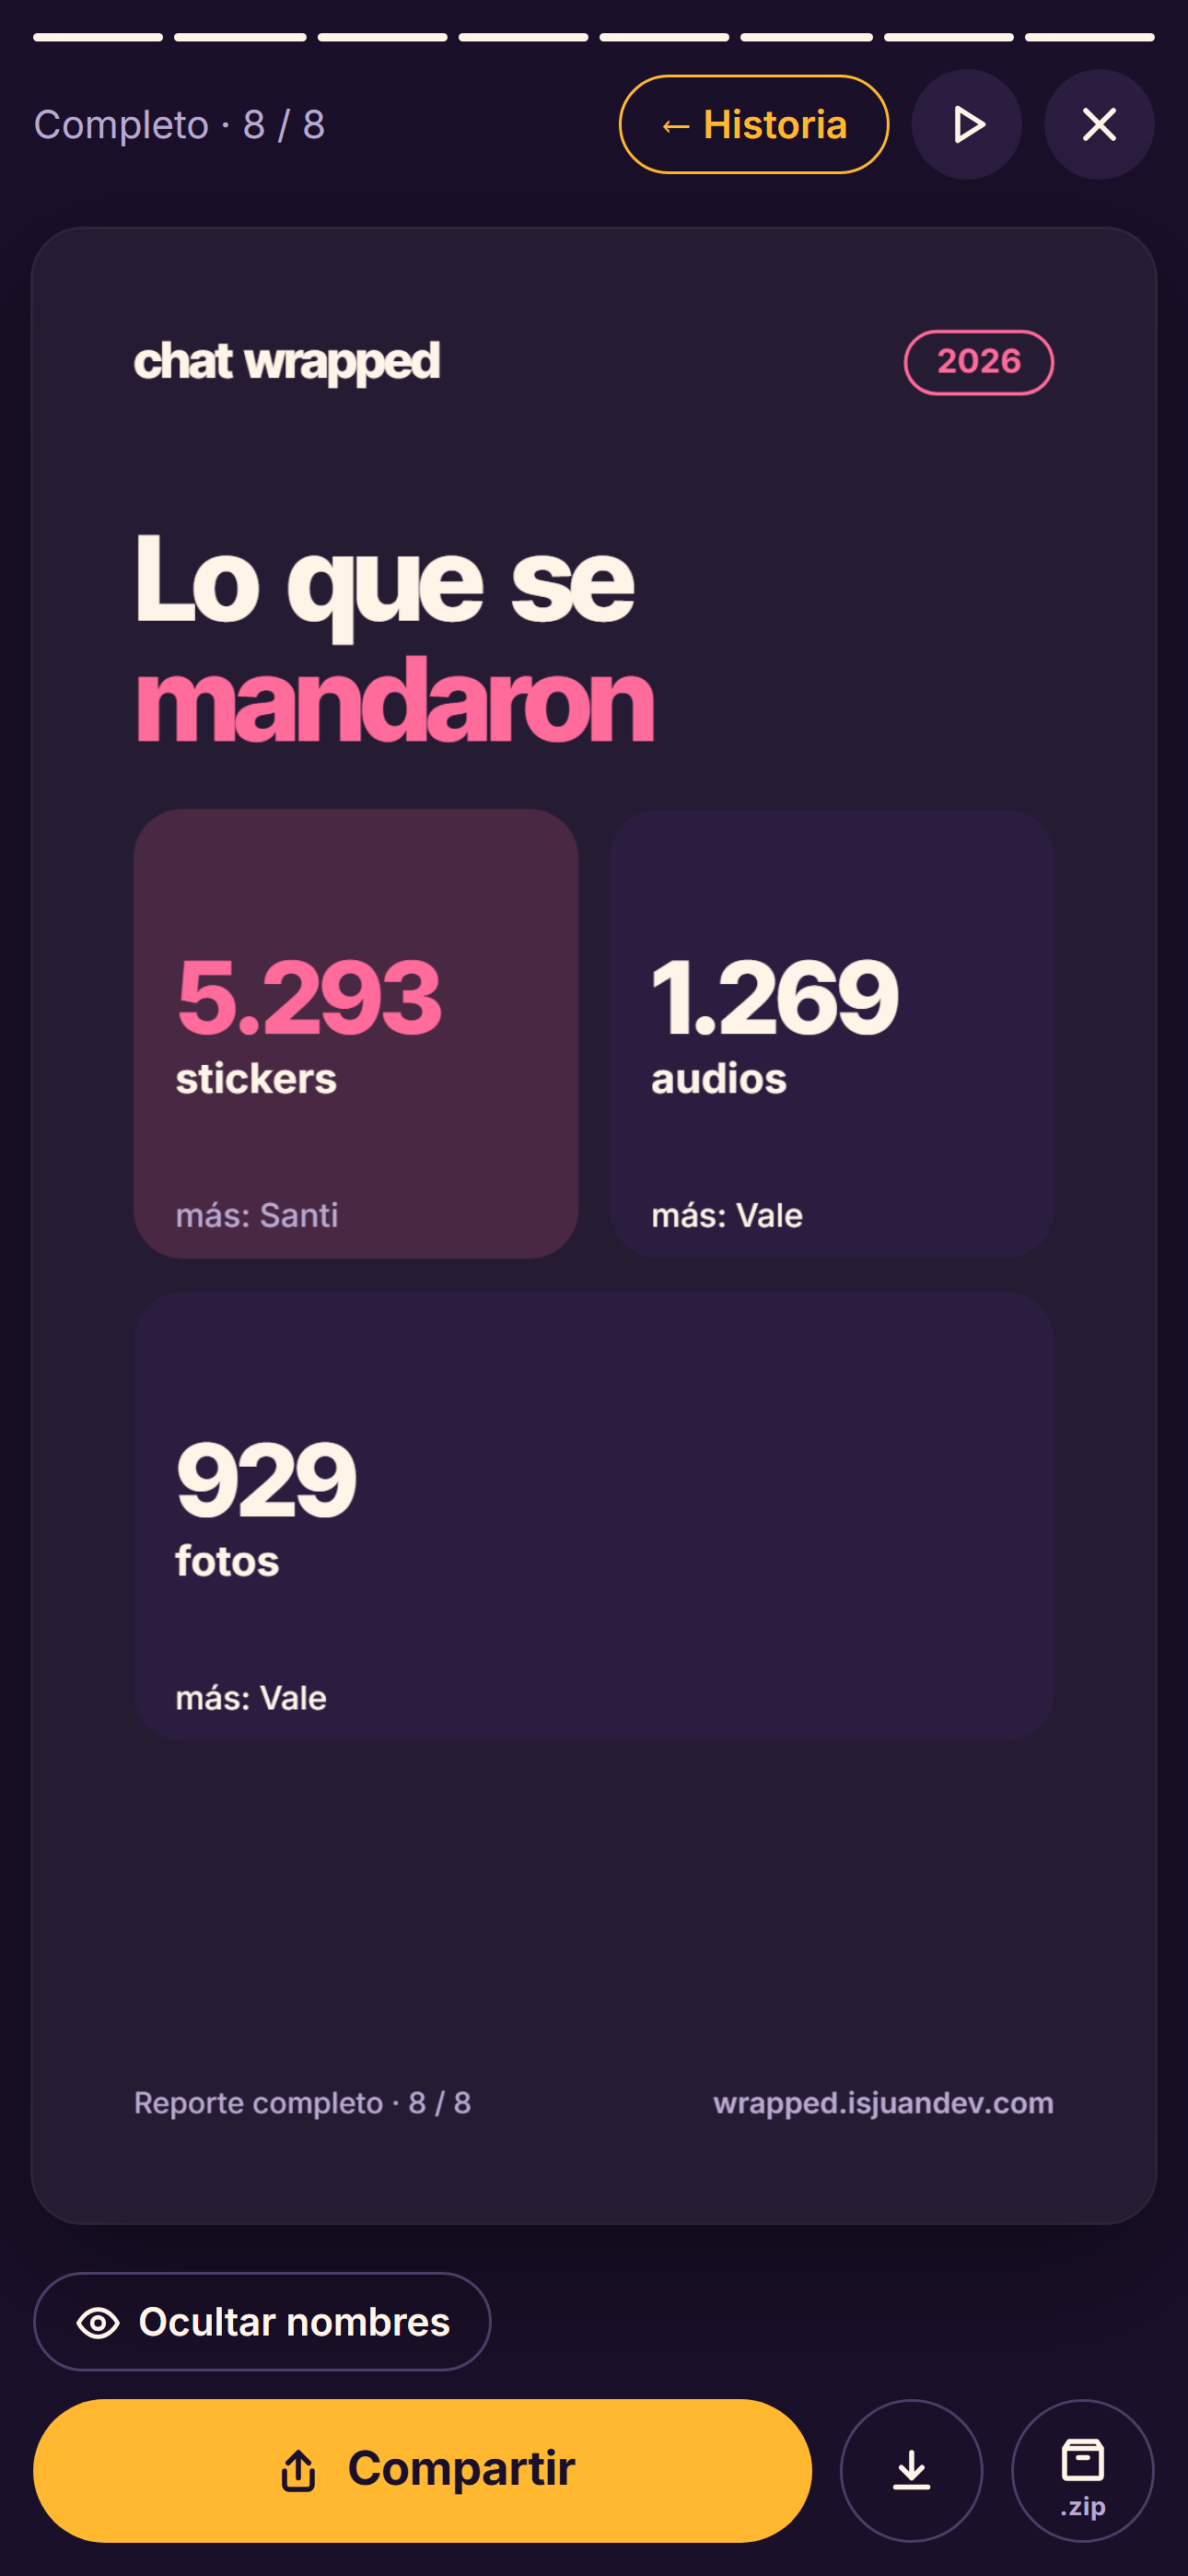 Completo · 8 / 8
← Historia
chat wrapped
2026
Lo que se
mandaron
5.293
stickers
más: Santi
1.269
audios
más: Vale
929
fotos
más: Vale
Reporte completo · 8 / 8
wrapped.isjuandev.com
Ocultar nombres
Compartir
.zip